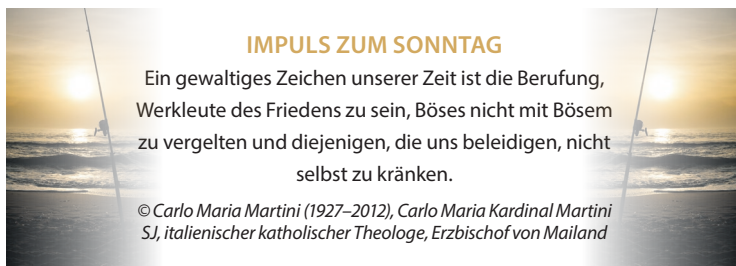 IMPULS ZUM SONNTAG
Ein gewaltiges Zeichen unserer Zeit ist die Berufung,
Werkleute des Friedens zu sein, Böses nicht mit Bösem
zu vergelten und diejenigen, die uns beleidigen, nicht
selbst zu kränken.
© Carlo Maria Martini (1927–2012), Carlo Maria Kardinal Martini
SJ, italienischer katholischer Theologe, Erzbischof von Mailand